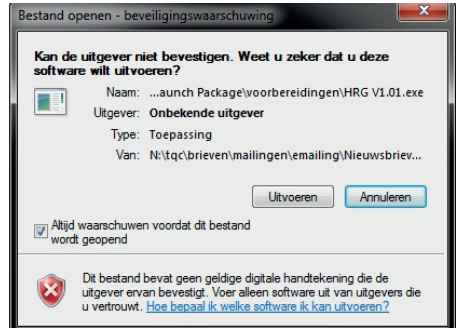 Bestand openen - beveiligingswaarschuwing
Kan de uitgever niet bevestigen. Weet u zeker dat u deze
software wilt uitvoeren?
Naam: ...aunch Package\voorbereidingen\HRG V1.01.exe
Uitgever: Onbekende uitgever
Type: Toepassing
Van: N:\tqc\brieven\mailingen\emailing\Nieuwsbriev...
Uitvoeren Annuleren
Altijd waarschuwen voordat dit bestand
wordt geopend
Dit bestand bevat geen geldige digitale handtekening die de
uitgever ervan bevestigt. Voer alleen software uit van uitgevers die
u vertrouwt. Hoe bepaal ik welke software ik kan uitvoeren?